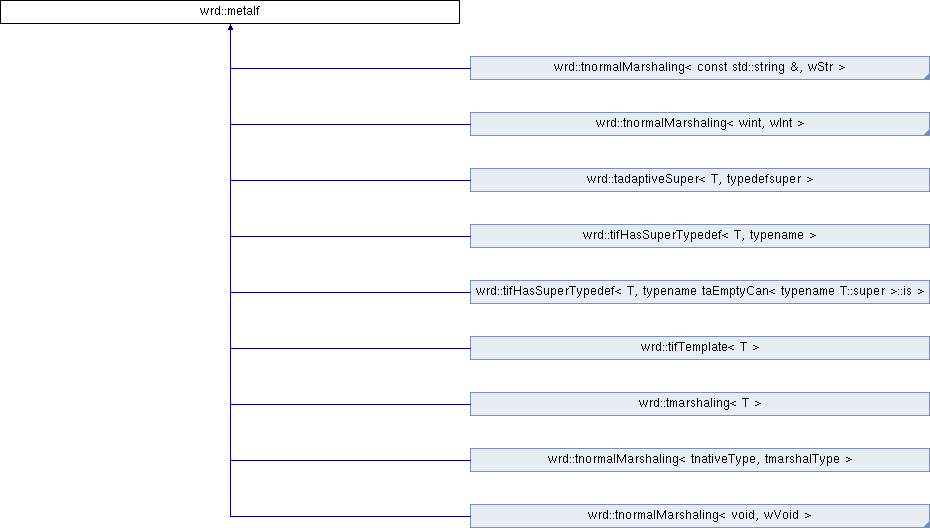 wrd::metaIf
wrd::tnormalMarshaling< const std::string &, wStr >
wrd::tnormalMarshaling< wint, wInt >
wrd::tadaptiveSuper< T, typedefsuper >
wrd::tifHasSuperTypedef< T, typename >
wrd::tifHasSuperTypedef< T, typename taEmptyCan< typename T::super >::is >
wrd::tifTemplate< T >
wrd::tmarshaling< T >
wrd::tnormalMarshaling< tnativeType, tmarshalType >
wrd::tnormalMarshaling< void, wVoid >